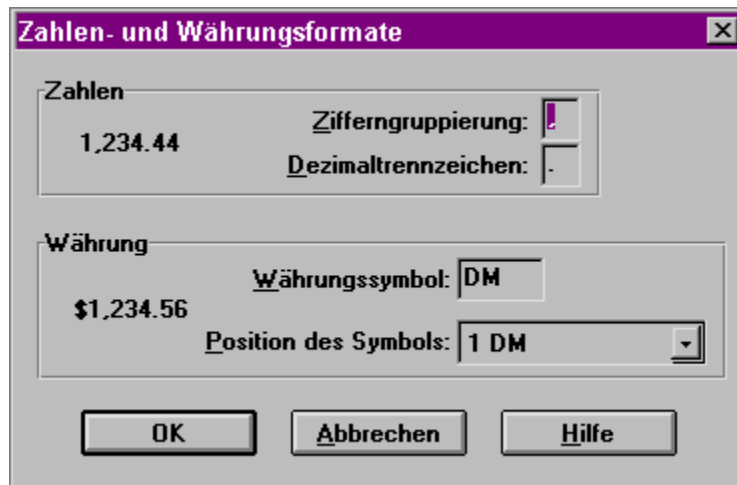 Zahlen- und Währungsformate
Zahlen
1,234.44
Zifferngruppierung: ,
Dezimaltrennzeichen: .
Währung
$1,234.56
Währungssymbol: DM
Position des Symbols: 1 DM
OK Abbrechen Hilfe